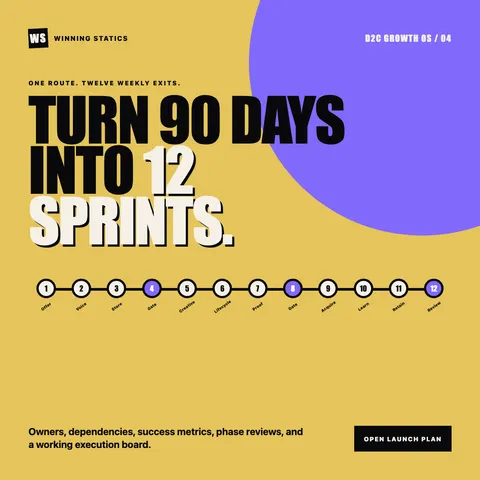 WS WINNING STATICS
D2C GROWTH OS / 04
ONE ROUTE. TWELVE WEEKLY EXITS.
TURN 90 DAYS
INTO 12
SPRINTS.
1 2 3 4 5 6 7 8 9 10 11 12
Offer Voice Store Gate Creative Lifecycle Proof Gate Acquire Learn Retain Review
Owners, dependencies, success metrics, phase reviews, and
a working execution board.
OPEN LAUNCH PLAN